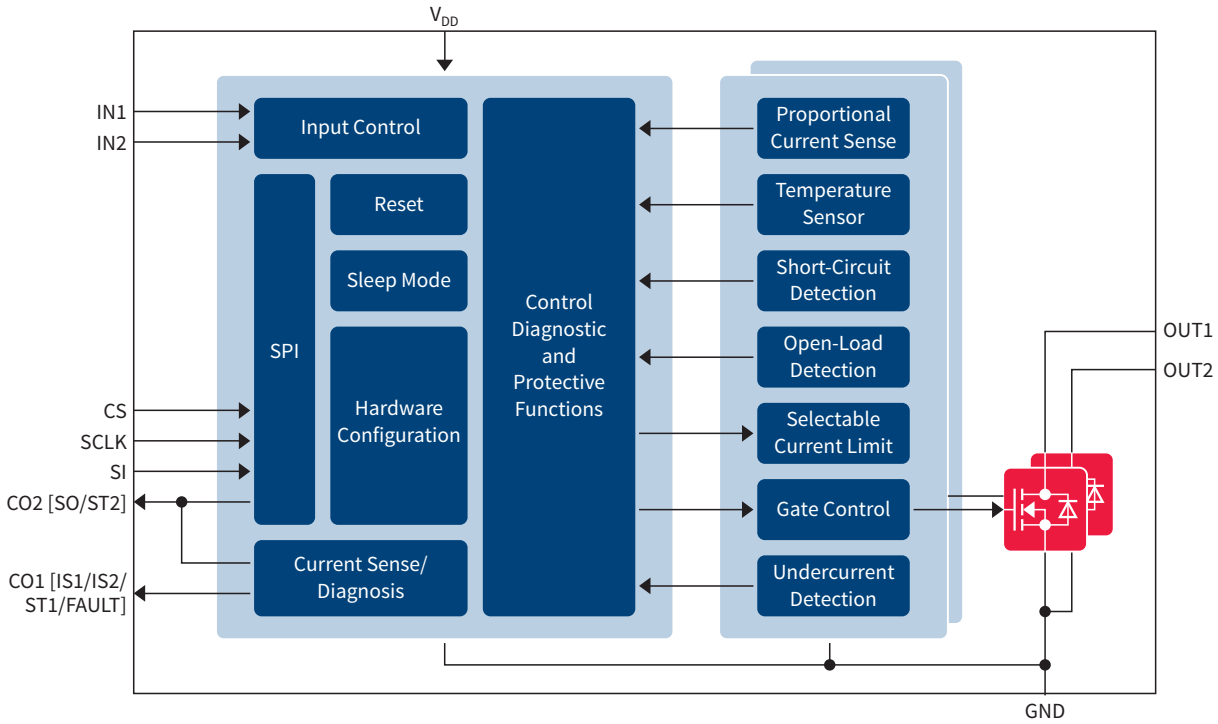 V_DD
IN1
IN2
Input Control
SPI
Reset
Sleep Mode
Hardware
Configuration
Control
Diagnostic
and
Protective
Functions
Current Sense/
Diagnosis
CS
SCLK
SI
CO2 [SO/ST2]
CO1 [IS1/IS2/
ST1/FAULT]
Proportional
Current Sense
Temperature
Sensor
Short-Circuit
Detection
Open-Load
Detection
Selectable
Current Limit
Gate Control
Undercurrent
Detection
OUT1
OUT2
GND